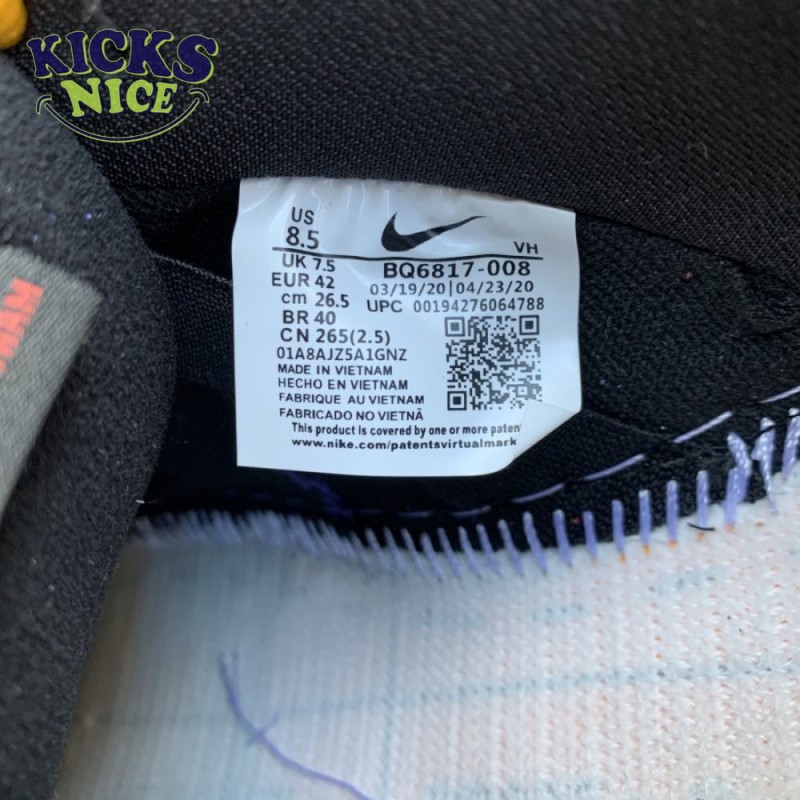 KICKS
NICE
US
8.5
VH
UK 7.5
BQ6817-008
EUR 42
03/19/20|04/23/20
cm 26.5
UPC 00194276064788
BR 40
CN 265(2.5)
01A8AJZ5A1GNZ
MADE IN VIETNAM
HECHO EN VIETNAM
FABRIQUE AU VIETNAM
FABRICADO NO VIETNÃ
This product is covered by one or more paten
www.nike.com/patentsvirtualmark